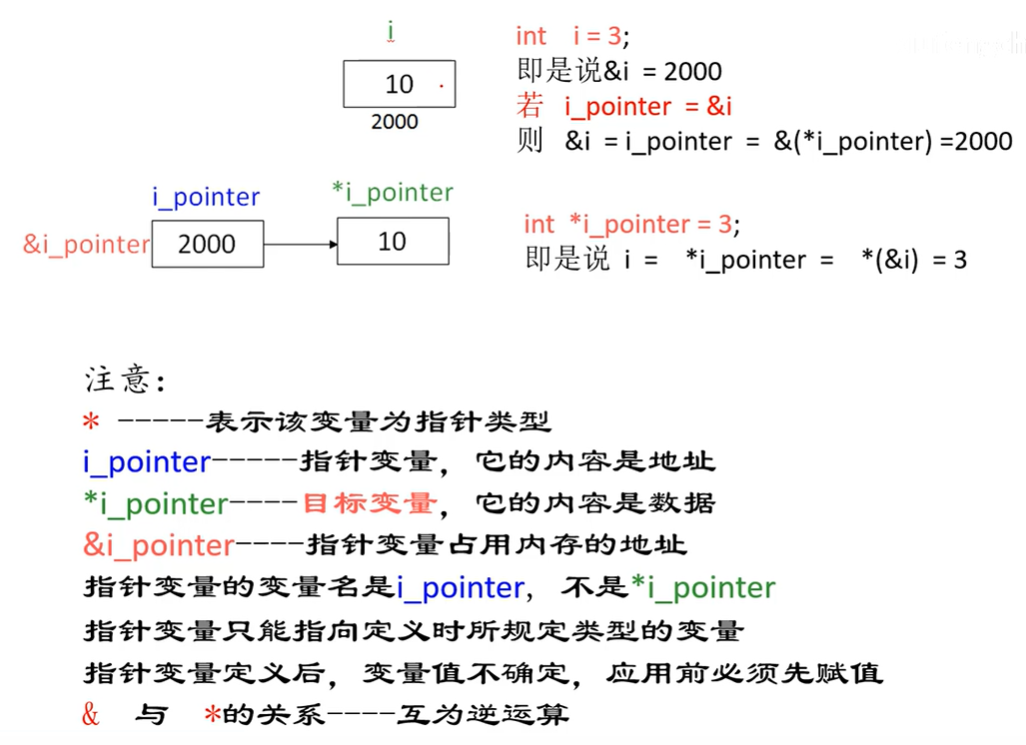 i
10
2000
int i = 3;
即是说&i = 2000
若 i_pointer = &i
则 &i = i_pointer = &(*i_pointer) =2000
i_pointer
*i_pointer
&i_pointer
2000
10
int *i_pointer = 3;
即是说 i = *i_pointer = *(&i) = 3
注意：
* -----表示该变量为指针类型
i_pointer-----指针变量，它的内容是地址
*i_pointer----目标变量，它的内容是数据
&i_pointer----指针变量占用内存的地址
指针变量的变量名是i_pointer，不是*i_pointer
指针变量只能指向定义时所规定类型的变量
指针变量定义后，变量值不确定，应用前必须先赋值
& 与 *的关系----互为逆运算